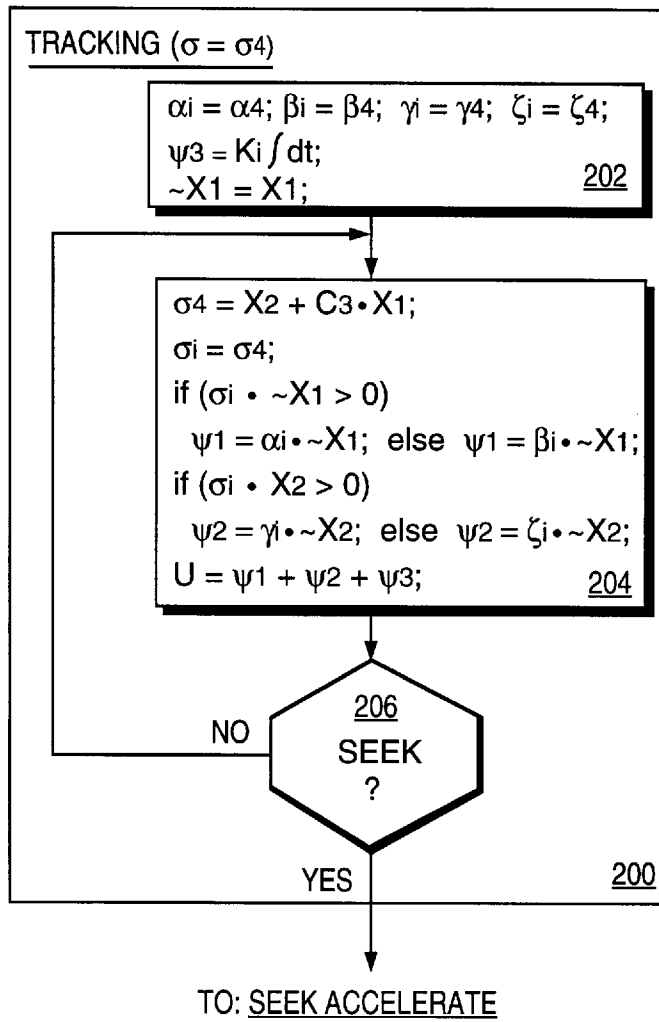 TRACKING (σ = σ4)
αi = α4; βi = β4; γi = γ4; ζi = ζ4;
ψ3 = Ki ∫ dt;
~X1 = X1;
202
σ4 = X2 + C3 • X1;
σi = σ4;
if (σi • ~X1 > 0)
ψ1 = αi • ~X1; else ψ1 = βi • ~X1;
if (σi • X2 > 0)
ψ2 = γi • ~X2; else ψ2 = ζi • ~X2;
U = ψ1 + ψ2 + ψ3;
204
206
SEEK
?
NO
YES
200
TO: SEEK ACCELERATE